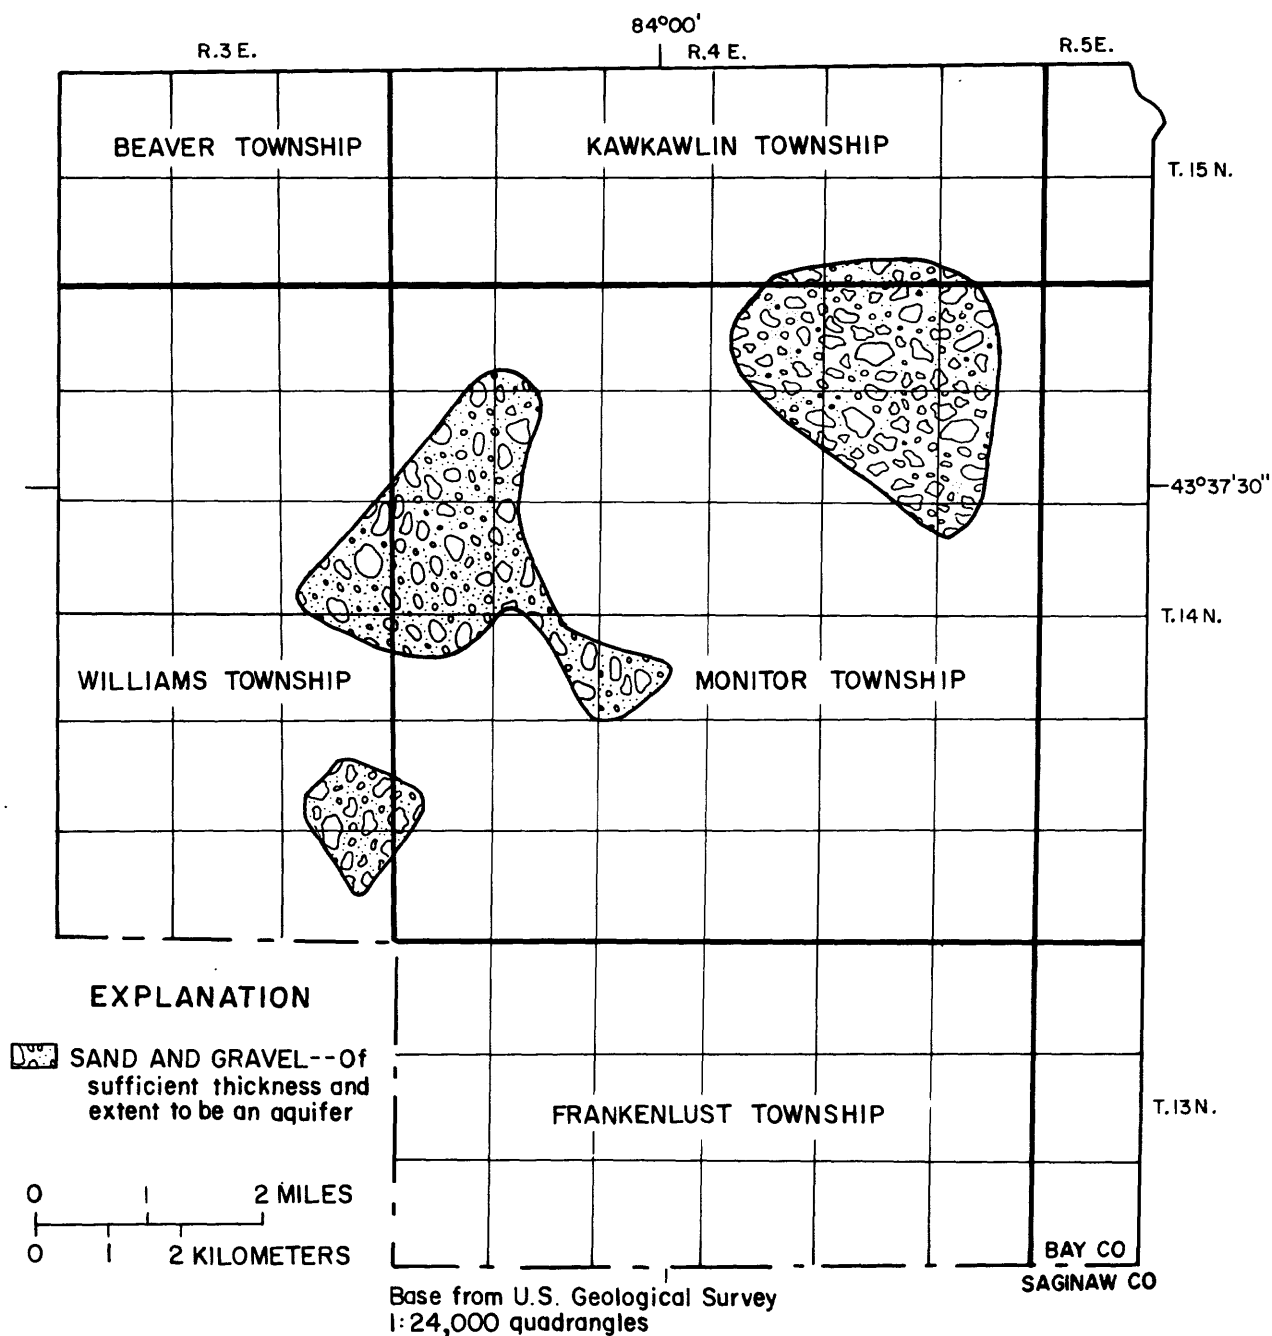 84°00'
R.3 E.
R.4 E.
R.5E.
BEAVER TOWNSHIP
KAWKAWLIN TOWNSHIP
T. 15 N.
43°37'30"
T. 14 N.
WILLIAMS TOWNSHIP
MONITOR TOWNSHIP
EXPLANATION
SAND AND GRAVEL--Of
sufficient thickness and
extent to be an aquifer
FRANKENLUST TOWNSHIP
T. 13 N.
0 1 2 MILES
0 1 2 KILOMETERS
BAY CO
SAGINAW CO
Base from U.S. Geological Survey
1:24,000 quadrangles